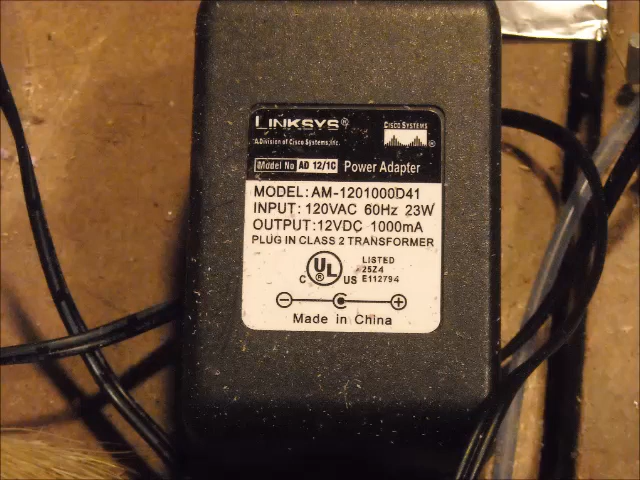 LINKSYS®
A Division of Cisco Systems, Inc.
CISCO SYSTEMS
®
Model No AD 12/1C Power Adapter
MODEL: AM-1201000D41
INPUT: 120VAC 60Hz 23W
OUTPUT:12VDC 1000mA
PLUG IN CLASS 2 TRANSFORMER
C UL® US
LISTED
25Z4
E112794
Made in China